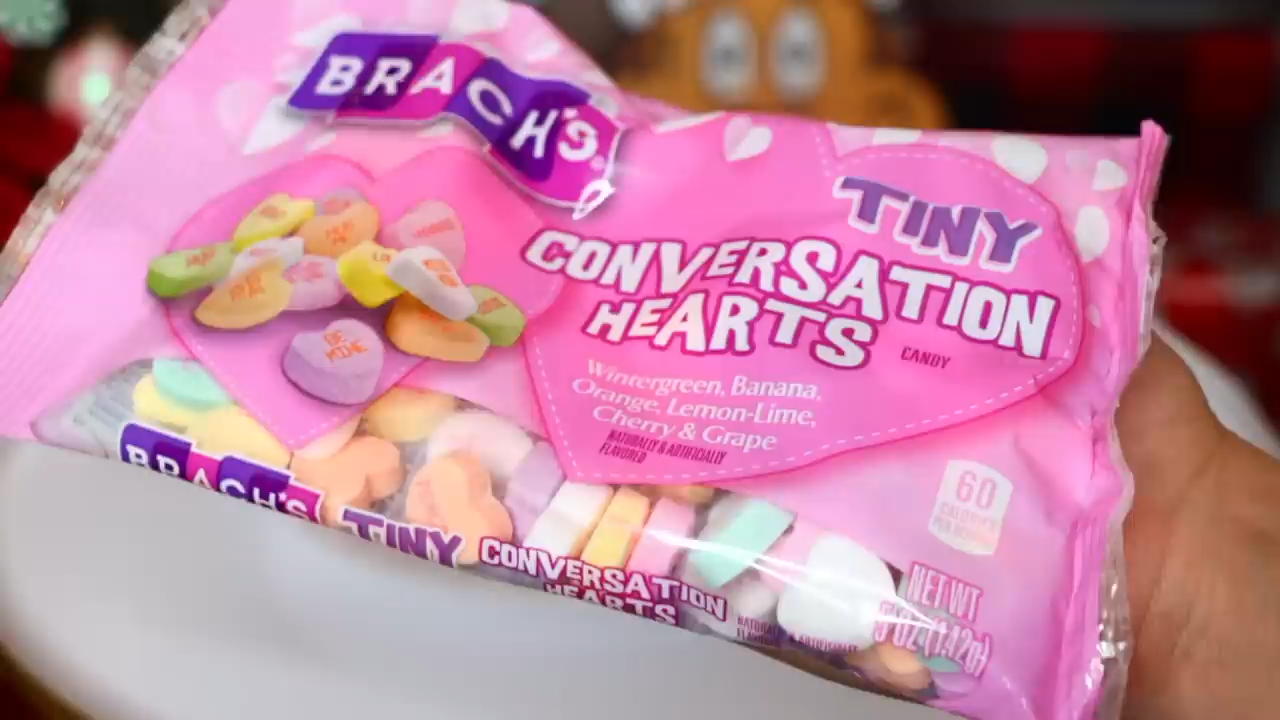 BRACH'S
TINY
CONVERSATION
HEARTS
CANDY
Wintergreen, Banana,
Orange, Lemon-Lime,
Cherry & Grape
NATURALLY & ARTIFICIALLY
FLAVORED
BE
MINE
60
CALORIES
NET WT
BRACH'S
TINY
CONVERSATION
HEARTS